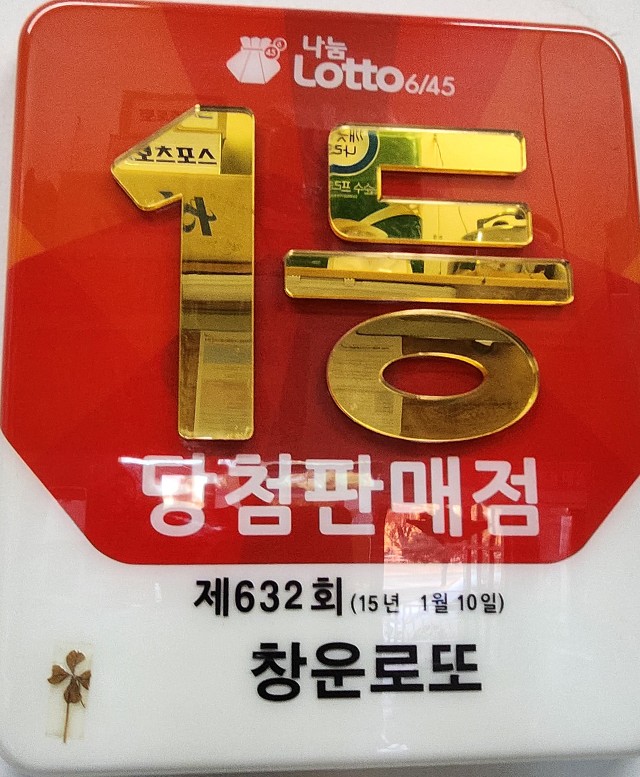 나눔
Lotto6/45
1등
당첨판매점
제632회(15년 1월 10일)
창운로또